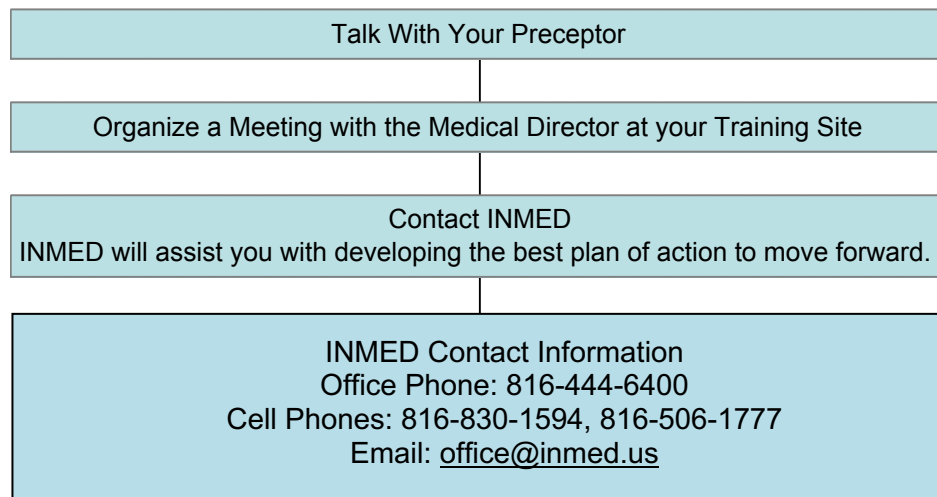 Talk With Your Preceptor
Organize a Meeting with the Medical Director at your Training Site
Contact INMED
INMED will assist you with developing the best plan of action to move forward.
INMED Contact Information
Office Phone: 816-444-6400
Cell Phones: 816-830-1594, 816-506-1777
Email: office@inmed.us